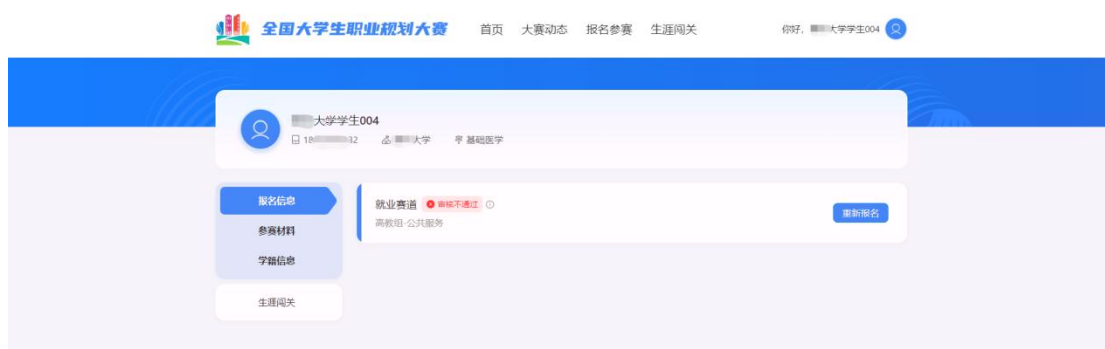 全国大学生职业规划大赛 首页 大赛动态 报名参赛 生涯闯关 你好, 大学学生004
大学学生004
18 32 大学 基础医学
报名信息
就业赛道 审核不通过
重新报名
高教组-公共服务
参赛材料
学籍信息
生涯闯关